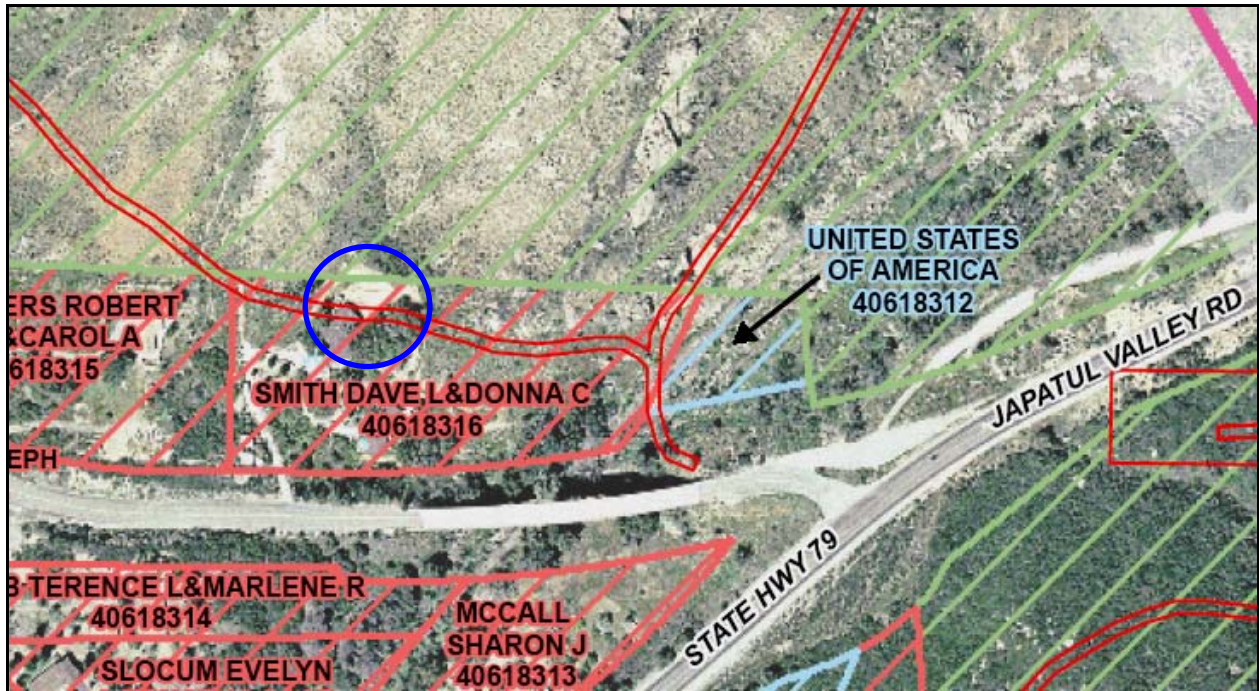 UNITED STATES
OF AMERICA
40618312
ERS ROBERT
&CAROL A
618315
SMITH DAVE L&DONNA C
40618316
EPH
JAPATUL VALLEY RD
STATE HWY 79
B TERENCE L&MARLENE R
40618314
MCCALL
SHARON J
40618313
SLOCUM EVELYN